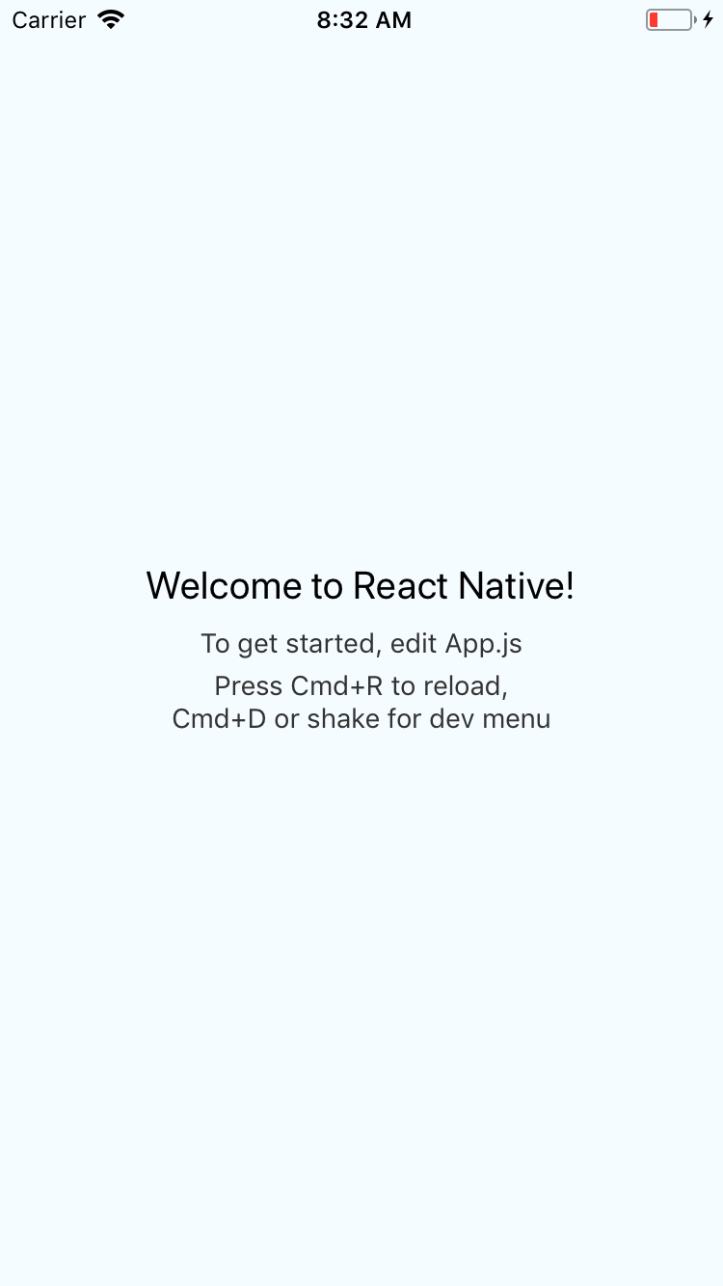 Carrier 8:32 AM
Welcome to React Native!
To get started, edit App.js
Press Cmd+R to reload,
Cmd+D or shake for dev menu